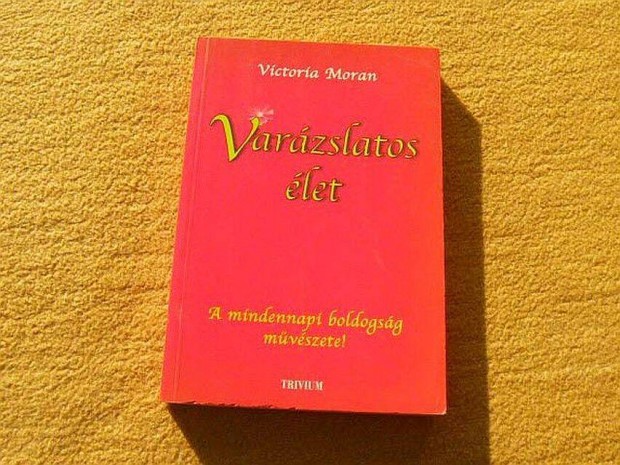 Victoria Moran
Varázslatos
élet
A mindennapi boldogság
művészete!
TRIVIUM